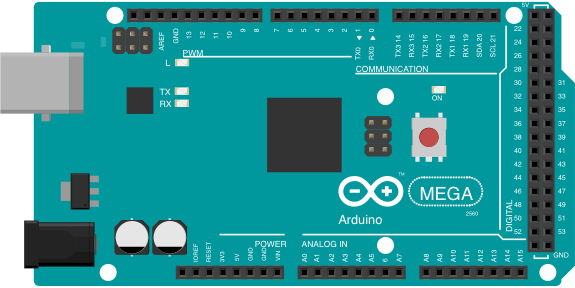 5V
AREF
GND
13
12
11
10
9
8
7
6
5
4
3
2
TX0 ◀ 1
RX0 ▶ 0
TX3 14
RX3 15
TX2 16
RX2 17
TX1 18
RX1 19
SDA 20
SCL 21
PWM
COMMUNICATION
L
TX
RX
ON
22
24
26
28
30 31
32 33
34 35
36 37
38 39
40 41
42 43
44 45
46 47
48 49
50 51
52 53
GND
DIGITAL
Arduino
TM
MEGA
2560
POWER
ANALOG IN
IOREF
RESET
3V3
5V
GND
GND
VIN
A0
A1
A2
A3
A4
A5
6
A7
A8
A9
A10
A11
A12
A13
A14
A15